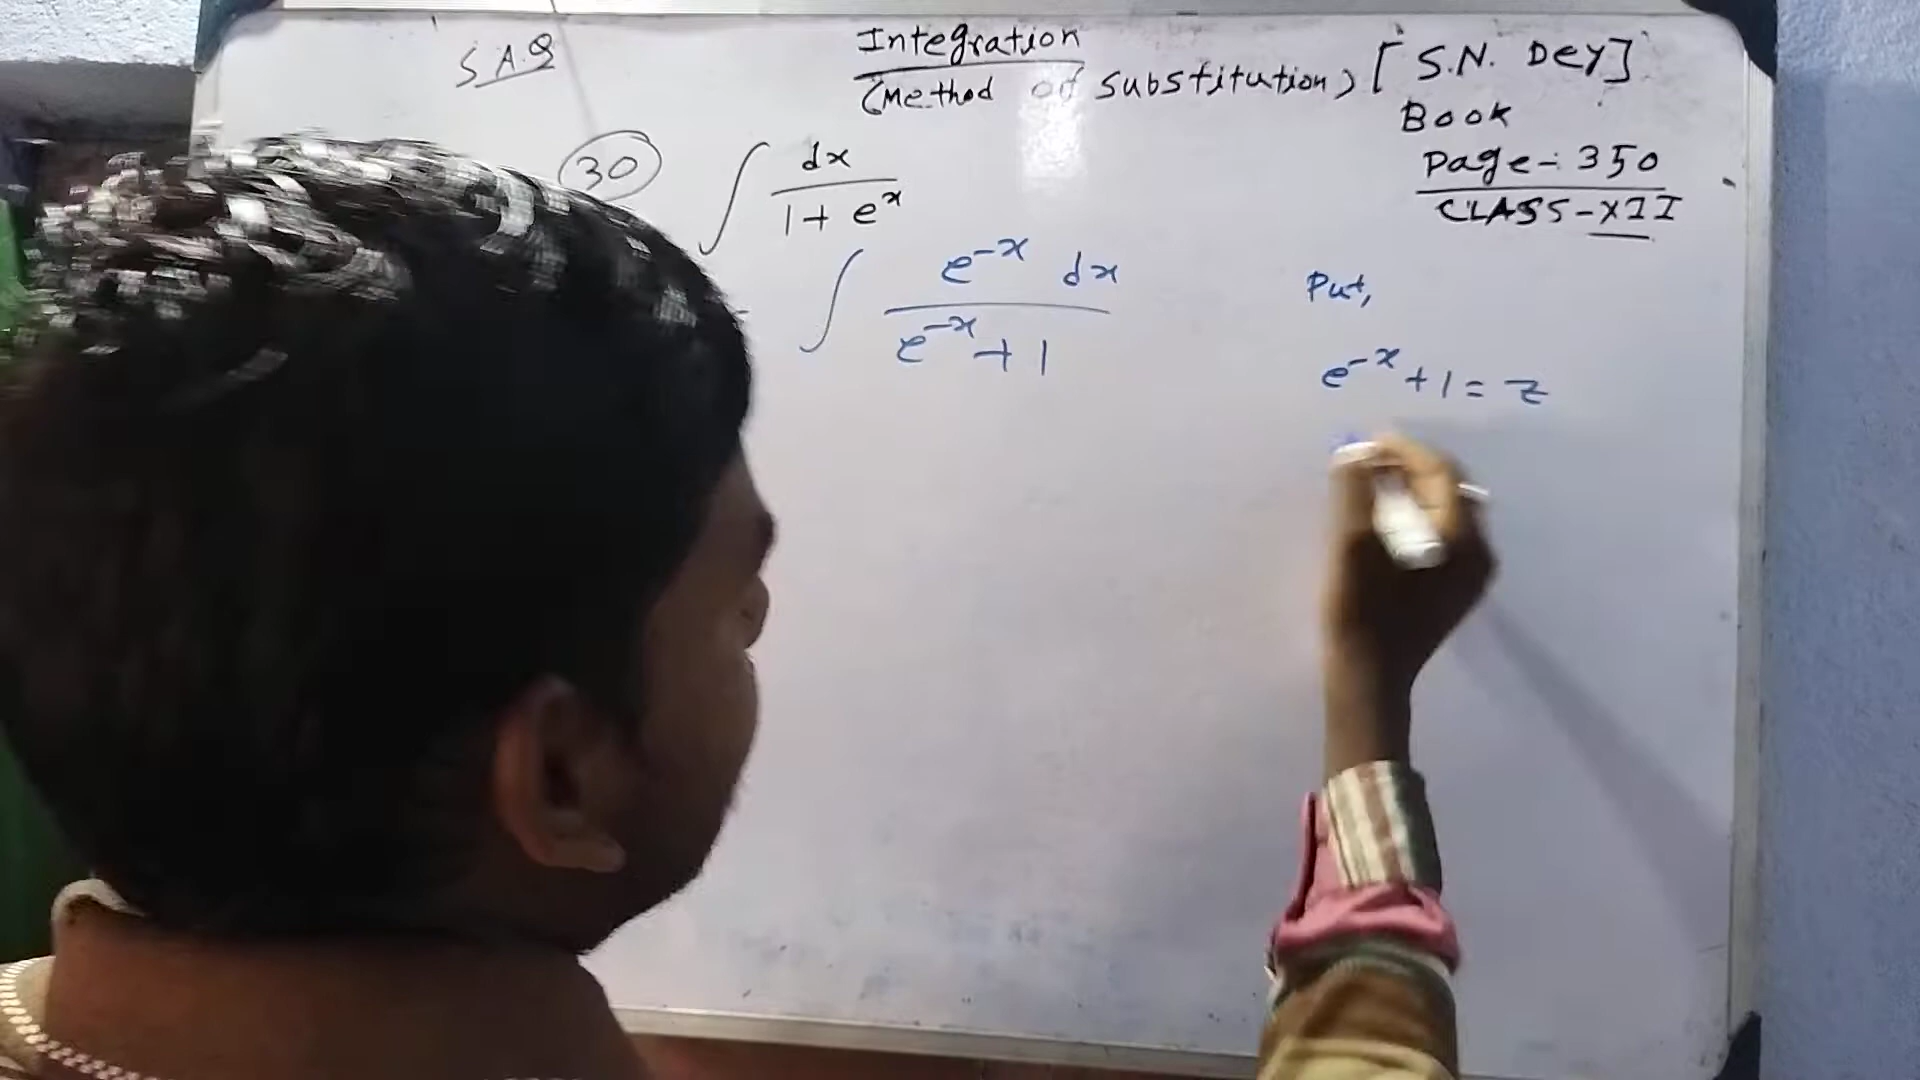 S.A.Q
Integration
(Method of substitution) [S.N. DEY]
Book
Page-: 350
CLASS-XII
30 ∫ dx / 1 + e^x
∫ e^-x dx / e^-x + 1
Put,
e^-x + 1 = z